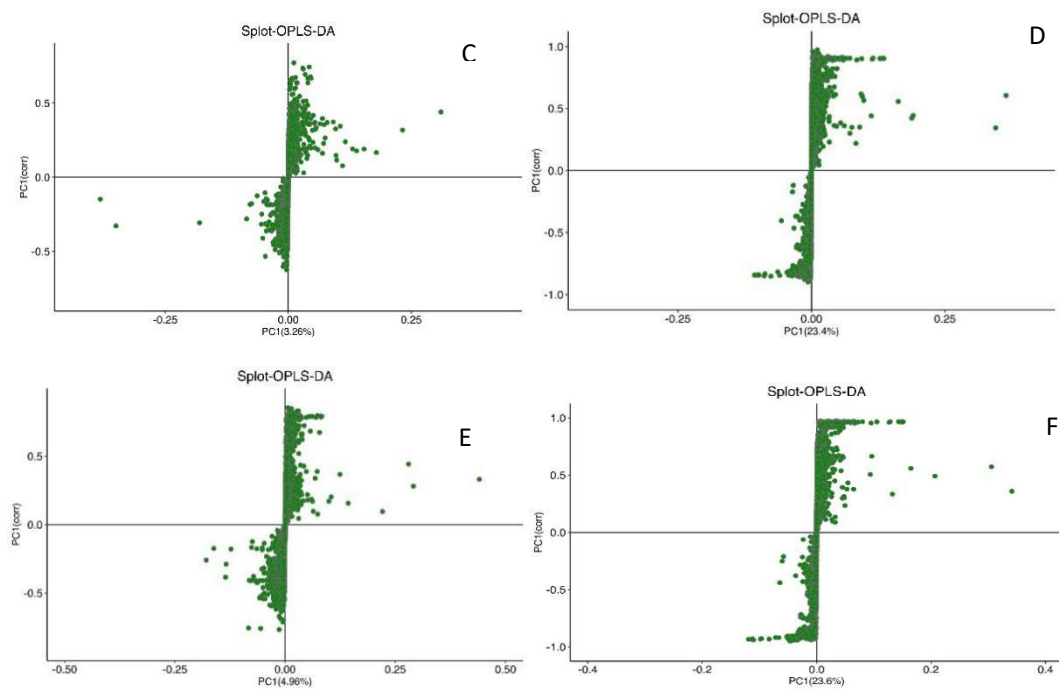 Splot-OPLS-DA
C
0.5
0.0
-0.5
PC1(corr)
-0.25
0.00
0.25
PC1(3.26%)
Splot-OPLS-DA
D
1.0
0.5
0.0
-0.5
-1.0
PC1(corr)
-0.25
0.00
0.25
PC1(23.4%)
Splot-OPLS-DA
E
0.5
0.0
-0.5
PC1(corr)
-0.50
-0.25
0.00
0.25
0.50
PC1(4.96%)
Splot-OPLS-DA
F
1.0
0.5
0.0
-0.5
-1.0
PC1(corr)
-0.4
-0.2
0.0
0.2
0.4
PC1(23.6%)